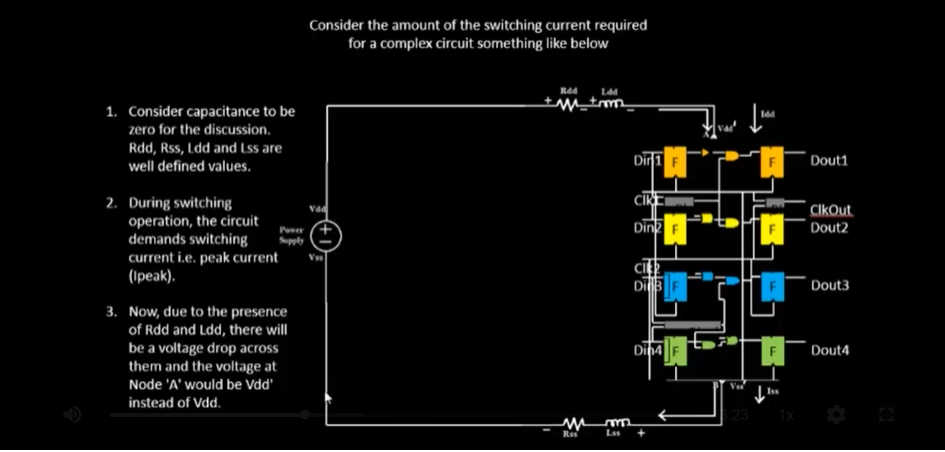 Consider the amount of the switching current required
for a complex circuit something like below
1. Consider capacitance to be
zero for the discussion.
Rdd, Rss, Ldd and Lss are
well defined values.
2. During switching
operation, the circuit
demands switching
current i.e. peak current
(Ipeak).
3. Now, due to the presence
of Rdd and Ldd, there will
be a voltage drop across
them and the voltage at
Node 'A' would be Vdd'
instead of Vdd.
Vdd
Power
Supply
+
−
Vss
Rdd
Ldd
+ − + −
A
Vdd'
Idd
Din1 F F Dout1
Clk1
ClkOut
Din2 F F Dout2
Clk2
Din3 F F Dout3
Din4 F F Dout4
B Vss'
Iss
− Rss Lss +
:23 1x